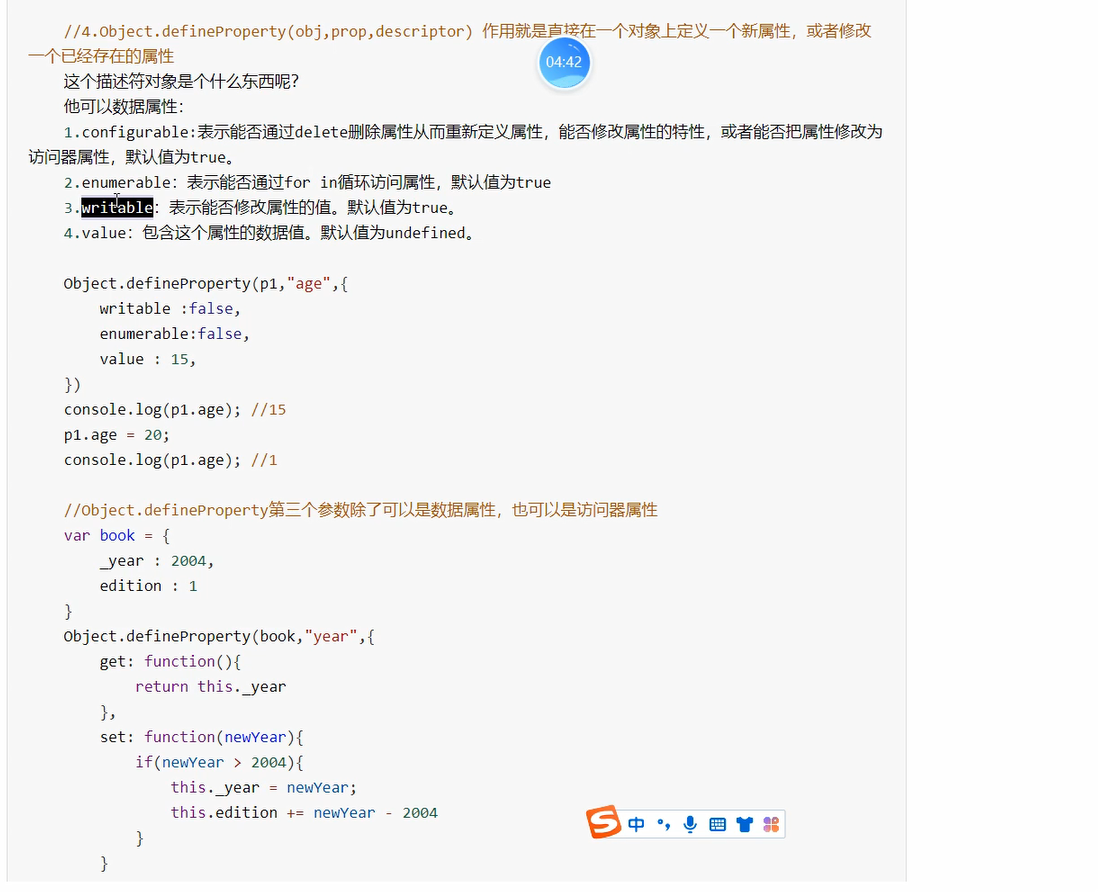 //4.Object.defineProperty(obj,prop,descriptor) 作用就是直接在一个对象上定义一个新属性，或者修改
一个已经存在的属性
04:42
这个描述符对象是个什么东西呢？
他可以数据属性：
1.configurable:表示能否通过delete删除属性从而重新定义属性，能否修改属性的特性，或者能否把属性修改为
访问器属性，默认值为true。
2.enumerable：表示能否通过for in循环访问属性，默认值为true
3.writable：表示能否修改属性的值。默认值为true。
4.value：包含这个属性的数据值。默认值为undefined。
Object.defineProperty(p1,"age",{
writable :false,
enumerable:false,
value : 15,
})
console.log(p1.age); //15
p1.age = 20;
console.log(p1.age); //1
//Object.defineProperty第三个参数除了可以是数据属性，也可以是访问器属性
var book = {
_year : 2004,
edition : 1
}
Object.defineProperty(book,"year",{
get: function(){
return this._year
},
set: function(newYear){
if(newYear > 2004){
this._year = newYear;
this.edition += newYear - 2004
}
}
S 中